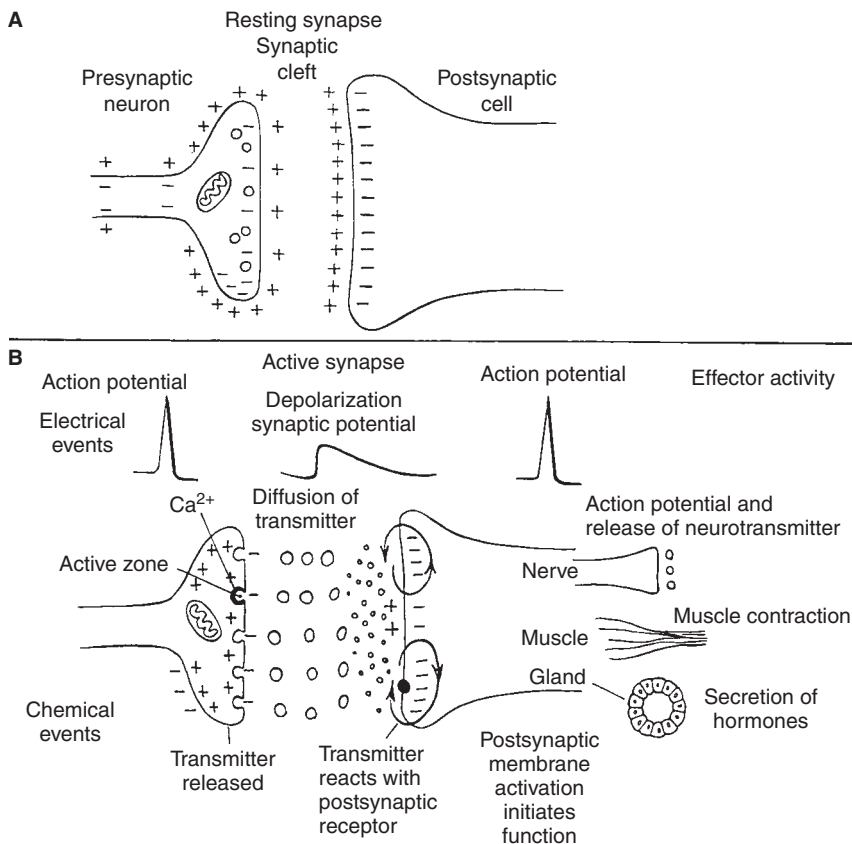 A
Resting synapse
Synaptic
cleft
Presynaptic
neuron
Postsynaptic
cell
B
Active synapse
Action potential
Electrical
events
Depolarization
synaptic potential
Action potential
Effector activity
Ca²⁺
Diffusion of
transmitter
Action potential and
release of neurotransmitter
Active zone
Nerve
Muscle
Muscle contraction
Gland
Secretion of
hormones
Chemical
events
Transmitter
released
Transmitter
reacts with
postsynaptic
receptor
Postsynaptic
membrane
activation
initiates
function